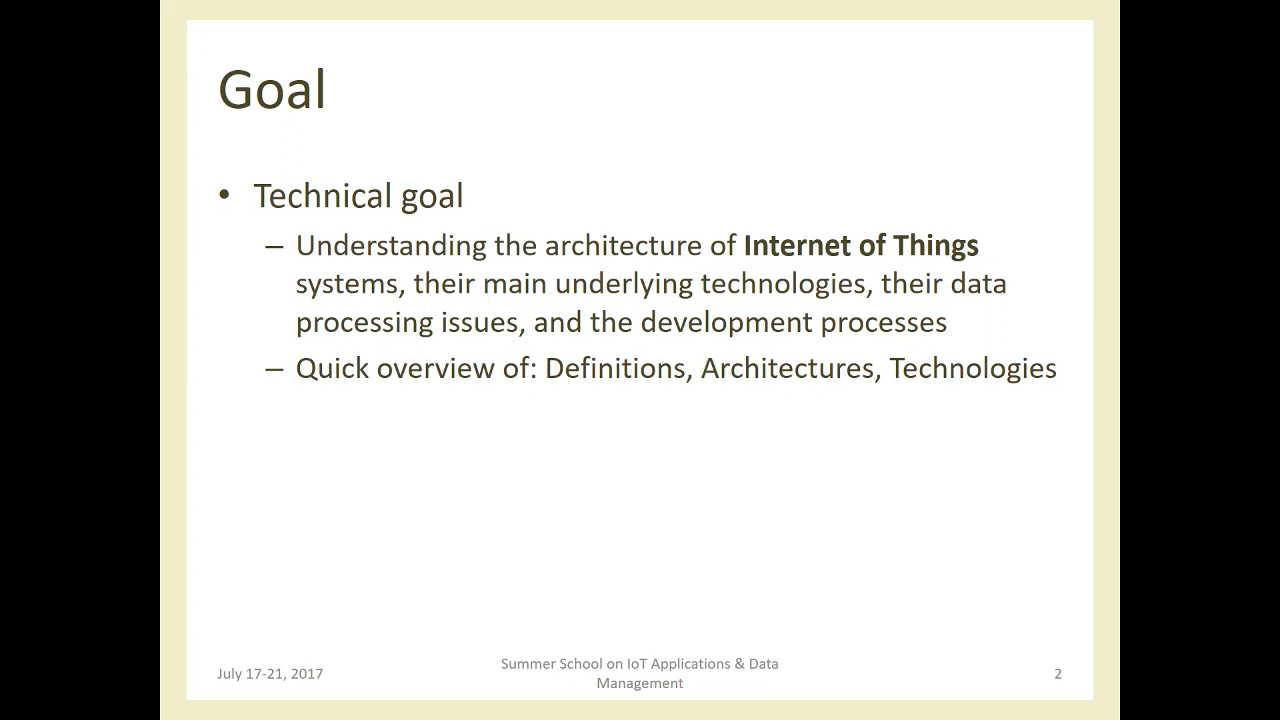 Goal
• Technical goal
– Understanding the architecture of Internet of Things
systems, their main underlying technologies, their data
processing issues, and the development processes
– Quick overview of: Definitions, Architectures, Technologies
July 17-21, 2017
Summer School on IoT Applications & Data
Management
2